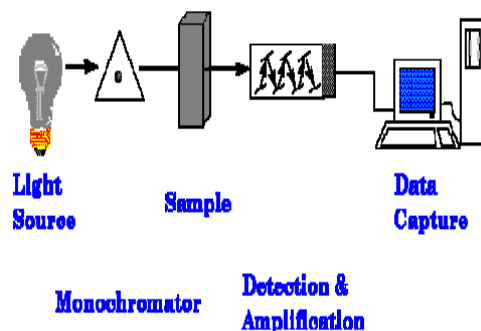 Light
Source
Sample
Data
Capture
Monochromator
Detection &
Amplification